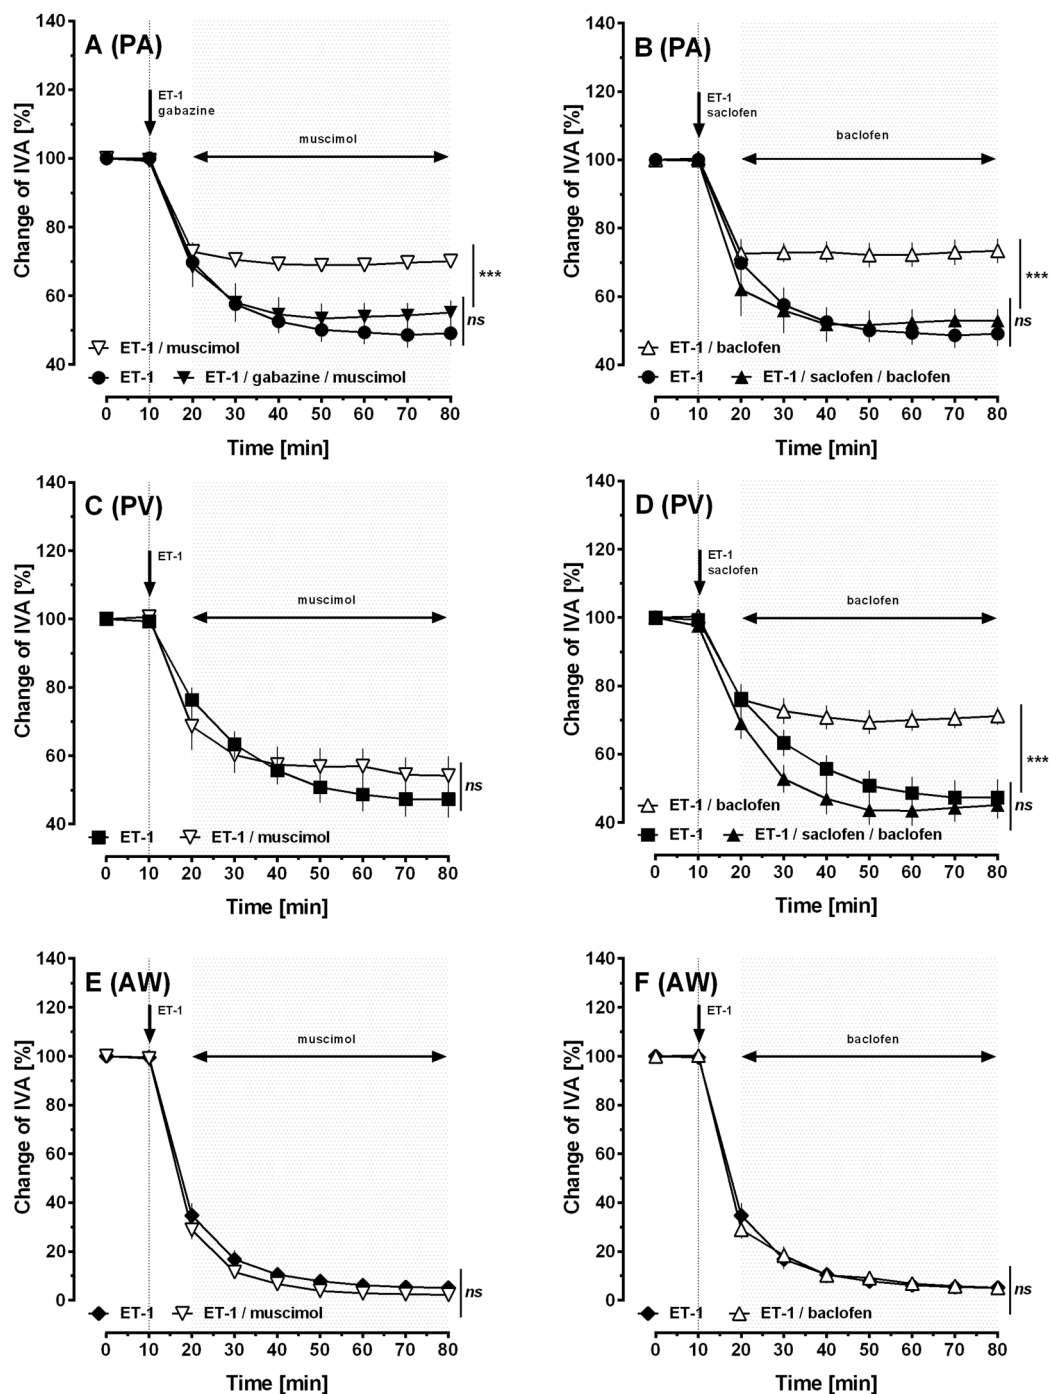 A (PA)
Change of IVA [%]
140
120
100
80
60
40
ET-1
gabazine
muscimol
***
ns
ET-1 / muscimol
ET-1
ET-1 / gabazine / muscimol
0 10 20 30 40 50 60 70 80
Time [min]
B (PA)
Change of IVA [%]
140
120
100
80
60
40
ET-1
saclofen
baclofen
***
ns
ET-1 / baclofen
ET-1
ET-1 / saclofen / baclofen
0 10 20 30 40 50 60 70 80
Time [min]
C (PV)
Change of IVA [%]
140
120
100
80
60
40
ET-1
muscimol
ns
ET-1
ET-1 / muscimol
0 10 20 30 40 50 60 70 80
Time [min]
D (PV)
Change of IVA [%]
140
120
100
80
60
40
ET-1
saclofen
baclofen
***
ns
ET-1 / baclofen
ET-1
ET-1 / saclofen / baclofen
0 10 20 30 40 50 60 70 80
Time [min]
E (AW)
Change of IVA [%]
140
120
100
80
60
40
20
0
ET-1
muscimol
ns
ET-1
ET-1 / muscimol
0 10 20 30 40 50 60 70 80
Time [min]
F (AW)
Change of IVA [%]
140
120
100
80
60
40
20
0
ET-1
baclofen
ns
ET-1
ET-1 / baclofen
0 10 20 30 40 50 60 70 80
Time [min]